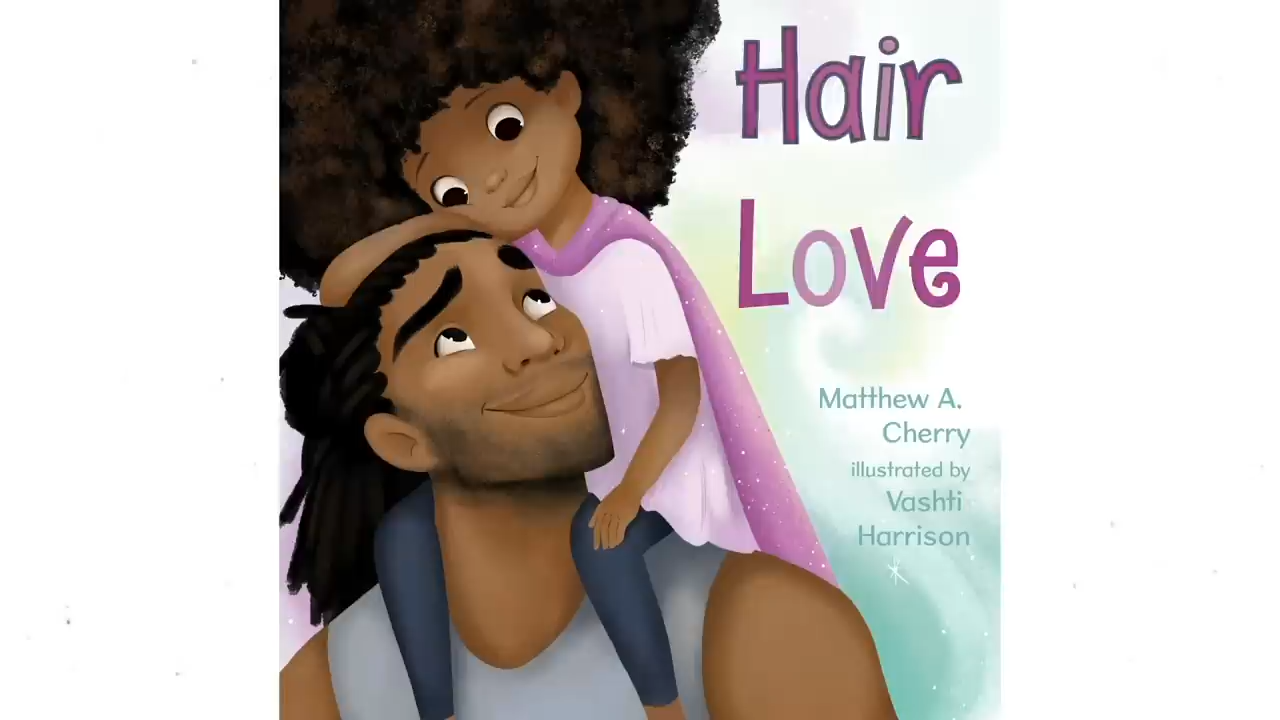 Hair
Love
Matthew A.
Cherry
illustrated by
Vashti
Harrison